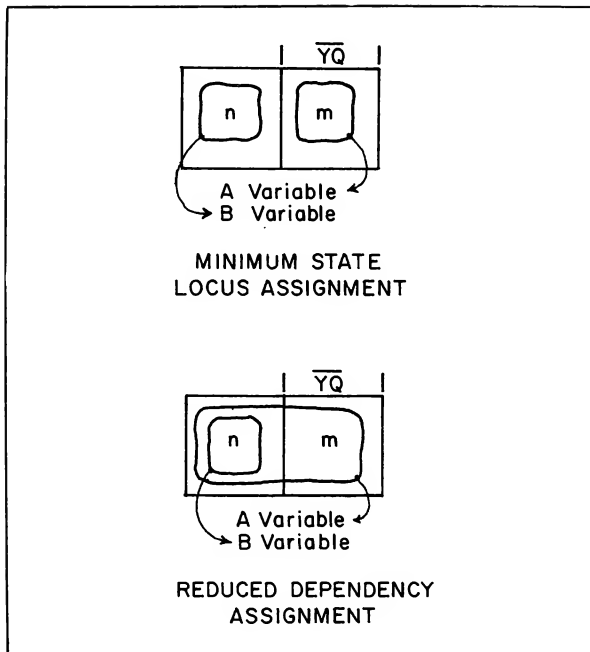 YQ
n m
A Variable
B Variable
MINIMUM STATE
LOCUS ASSIGNMENT
YQ
n m
A Variable
B Variable
REDUCED DEPENDENCY
ASSIGNMENT